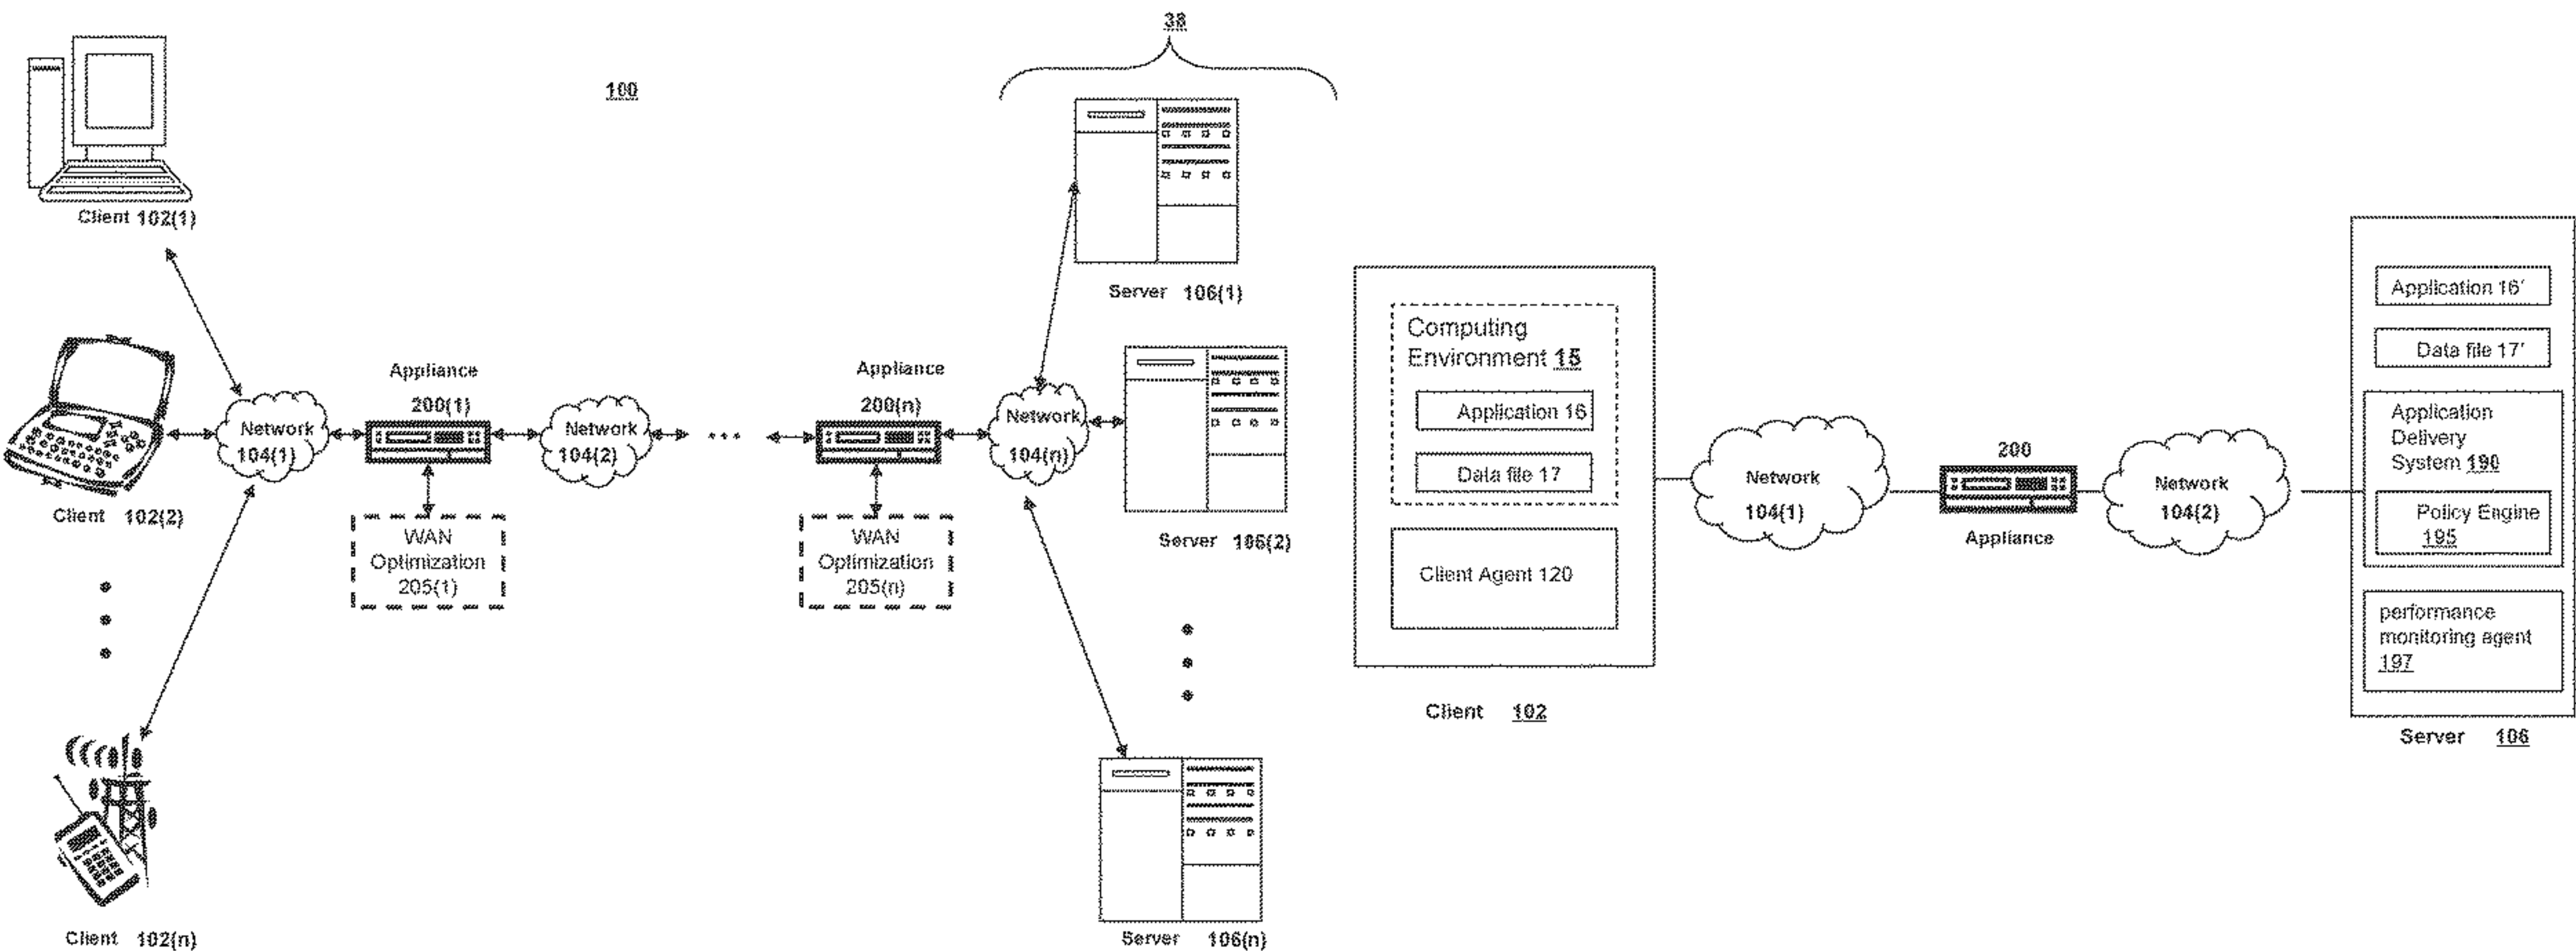 38
100
Client 102(1)
Server 106(1)
Appliance
200(1)
Appliance
200(n)
Network
104(1)
Network
104(2)
...
Network
104(n)
Client 102(2)
WAN
Optimization
205(1)
WAN
Optimization
205(n)
Server 106(2)
Client 102(n)
Server 106(n)
Computing
Environment 15
Application 16
Data file 17
Client Agent 120
Client 102
Network
104(1)
200
Appliance
Network
104(2)
Application 16'
Data file 17'
Application
Delivery
System 190
Policy Engine
195
performance
monitoring agent
197
Server 106